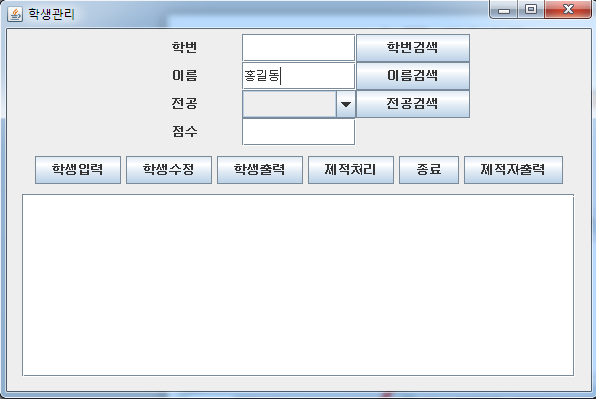 학생관리
학번 학번검색
이름 홍길동 이름검색
전공 전공검색
점수
학생입력 학생수정 학생출력 제적처리 종료 제적자출력